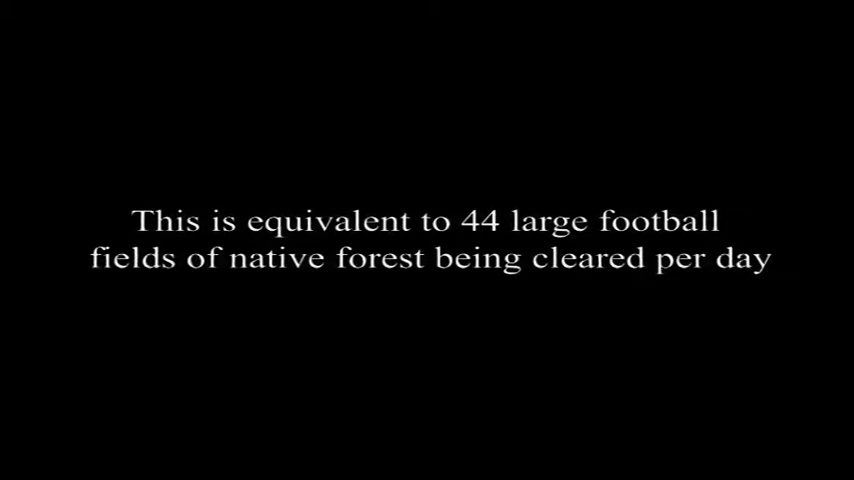 This is equivalent to 44 large football
fields of native forest being cleared per day